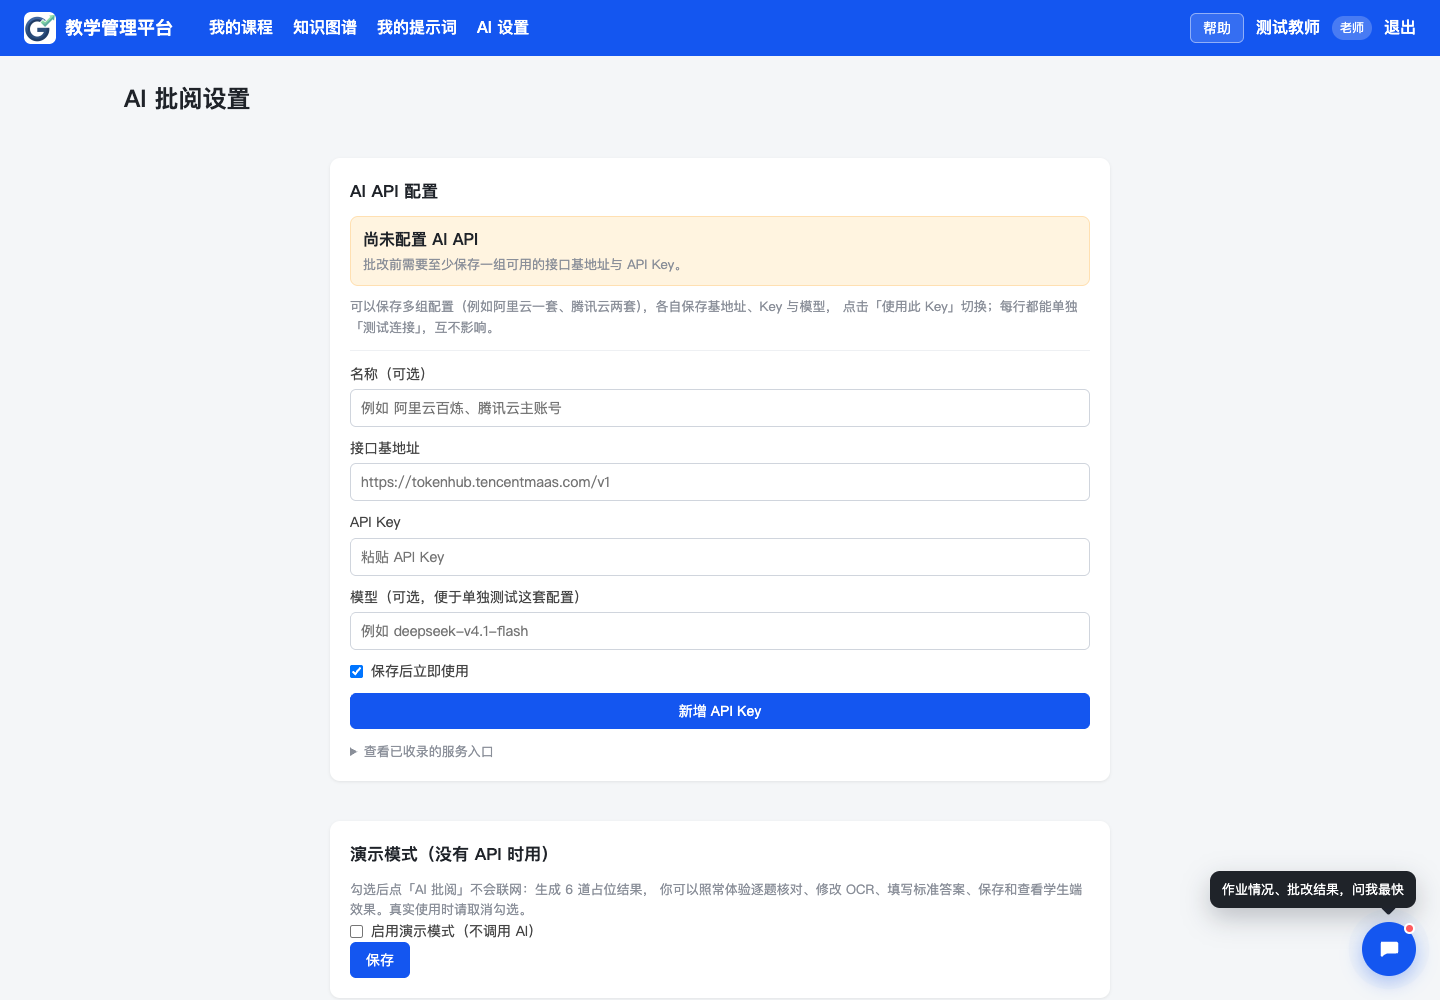 教学管理平台
我的课程
知识图谱
我的提示词
AI 设置
帮助
测试教师
老师
退出
AI 批阅设置
AI API 配置
尚未配置 AI API
批改前需要至少保存一组可用的接口基地址与 API Key。
可以保存多组配置（例如阿里云一套、腾讯云两套），各自保存基地址、Key 与模型， 点击「使用此 Key」切换；每行都能单独
「测试连接」，互不影响。
名称（可选）
例如 阿里云百炼、腾讯云主账号
接口基地址
https://tokenhub.tencentmaas.com/v1
API Key
粘贴 API Key
模型（可选，便于单独测试这套配置）
例如 deepseek-v4.1-flash
保存后立即使用
新增 API Key
查看已收录的服务入口
演示模式（没有 API 时用）
勾选后点「AI 批阅」不会联网：生成 6 道占位结果， 你可以照常体验逐题核对、修改 OCR、填写标准答案、保存和查看学生端
效果。真实使用时请取消勾选。
启用演示模式（不调用 AI）
保存
作业情况、批改结果，问我最快